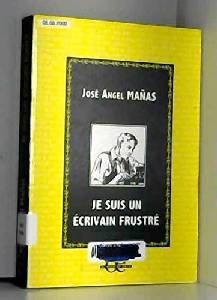 JOSÉ ANGEL MAÑAS
JE SUIS UN
ÉCRIVAIN FRUSTRÉ